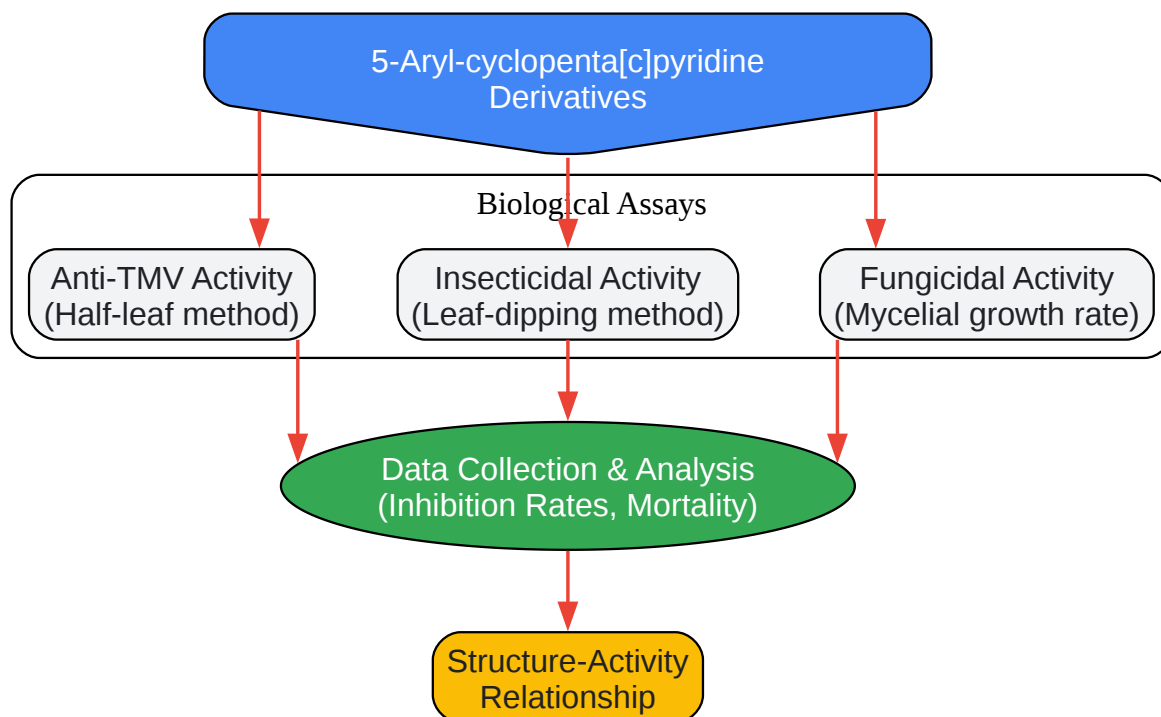 5-Aryl-cyclopenta[c]pyridine
Derivatives
Biological Assays
Anti-TMV Activity
(Half-leaf method)
Insecticidal Activity
(Leaf-dipping method)
Fungicidal Activity
(Mycelial growth rate)
Data Collection & Analysis
(Inhibition Rates, Mortality)
Structure-Activity
Relationship